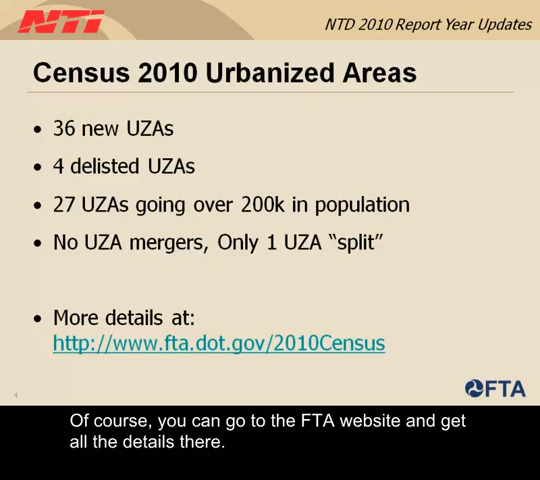 NTI
NTD 2010 Report Year Updates
Census 2010 Urbanized Areas
• 36 new UZAs
• 4 delisted UZAs
• 27 UZAs going over 200k in population
• No UZA mergers, Only 1 UZA “split”
• More details at:
http://www.fta.dot.gov/2010Census
4
FTA
Of course, you can go to the FTA website and get
all the details there.